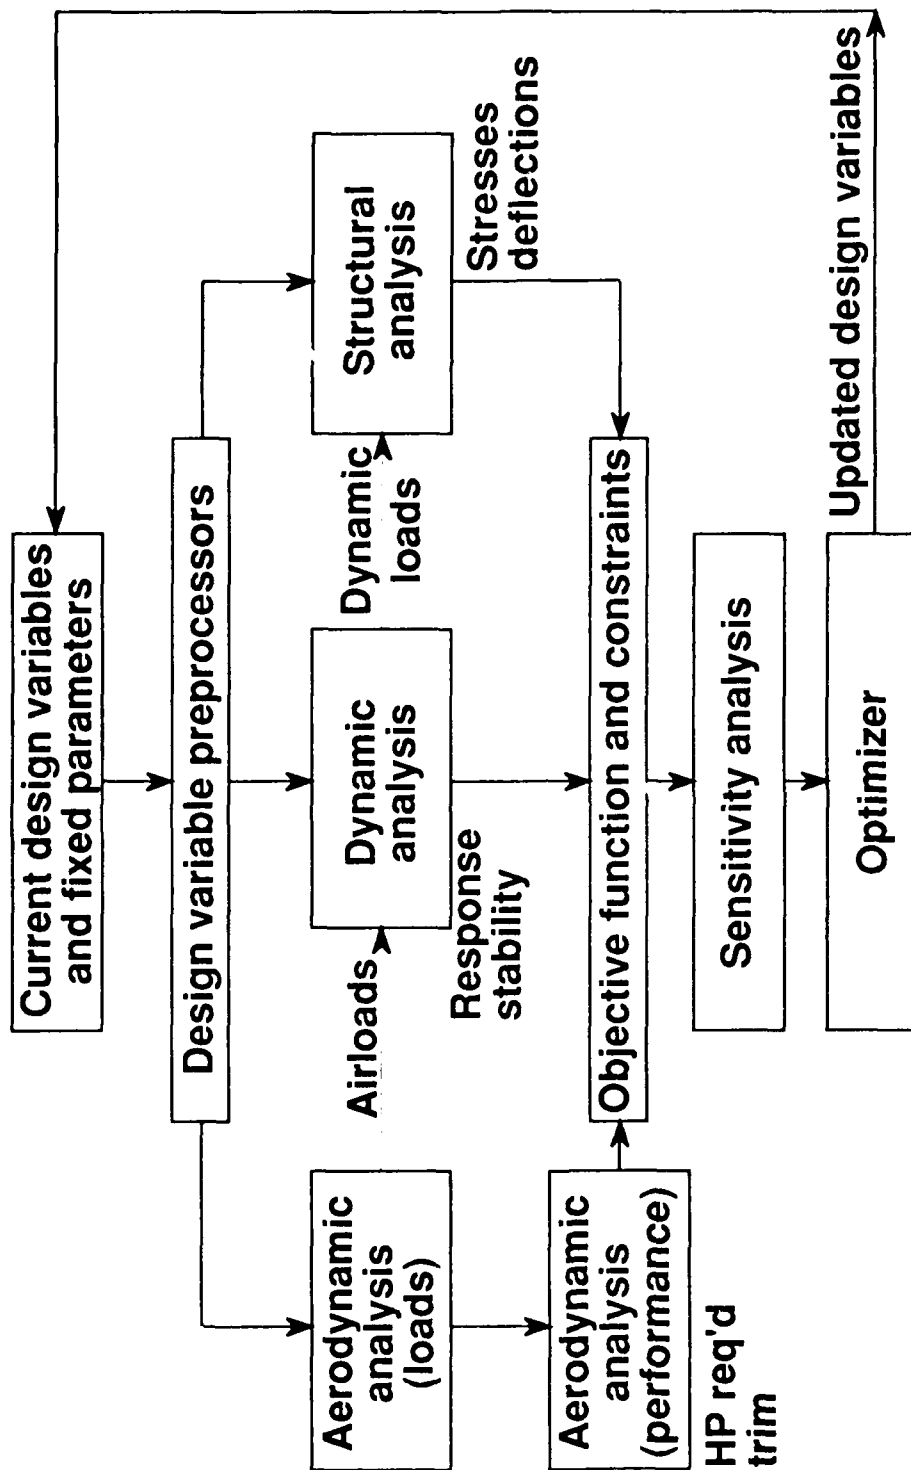 Current design variables
and fixed parameters
Design variable preprocessors
Aerodynamic
analysis
(loads)
Airloads
Dynamic
analysis
Dynamic
loads
Structural
analysis
Response
stability
Stresses
deflections
Aerodynamic
analysis
(performance)
HP req'd
trim
Objective function and constraints
Sensitivity analysis
Optimizer
Updated design variables